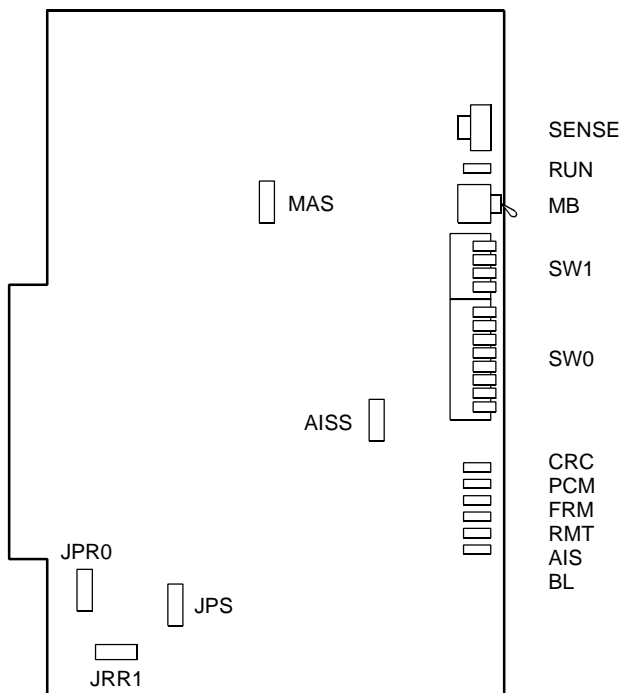 SENSE
RUN
MAS
MB
SW1
SW0
AISS
CRC
PCM
FRM
RMT
AIS
BL
JPR0
JPS
JRR1